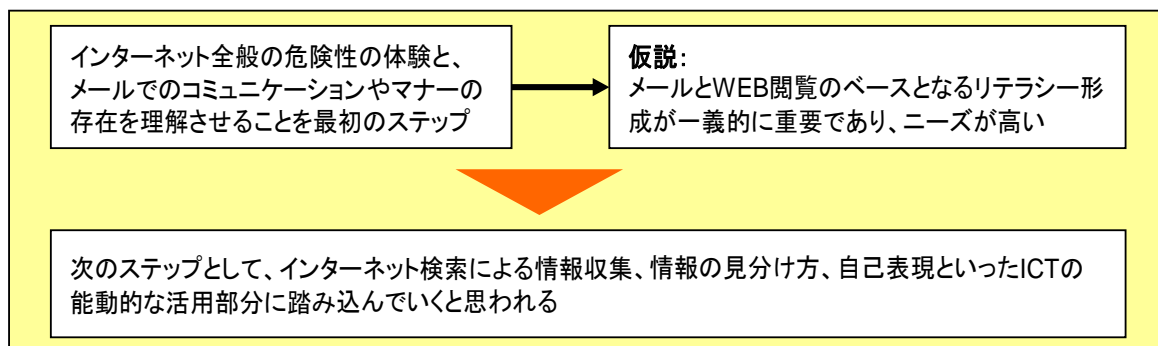 インターネット全般の危険性の体験と、
メールでのコミュニケーションやマナーの
存在を理解させることを最初のステップ
仮説：
メールとWEB閲覧のベースとなるリテラシー形
成が一義的に重要であり、ニーズが高い
次のステップとして、インターネット検索による情報収集、情報の見分け方、自己表現といったICTの
能動的な活用部分に踏み込んでいくと思われる